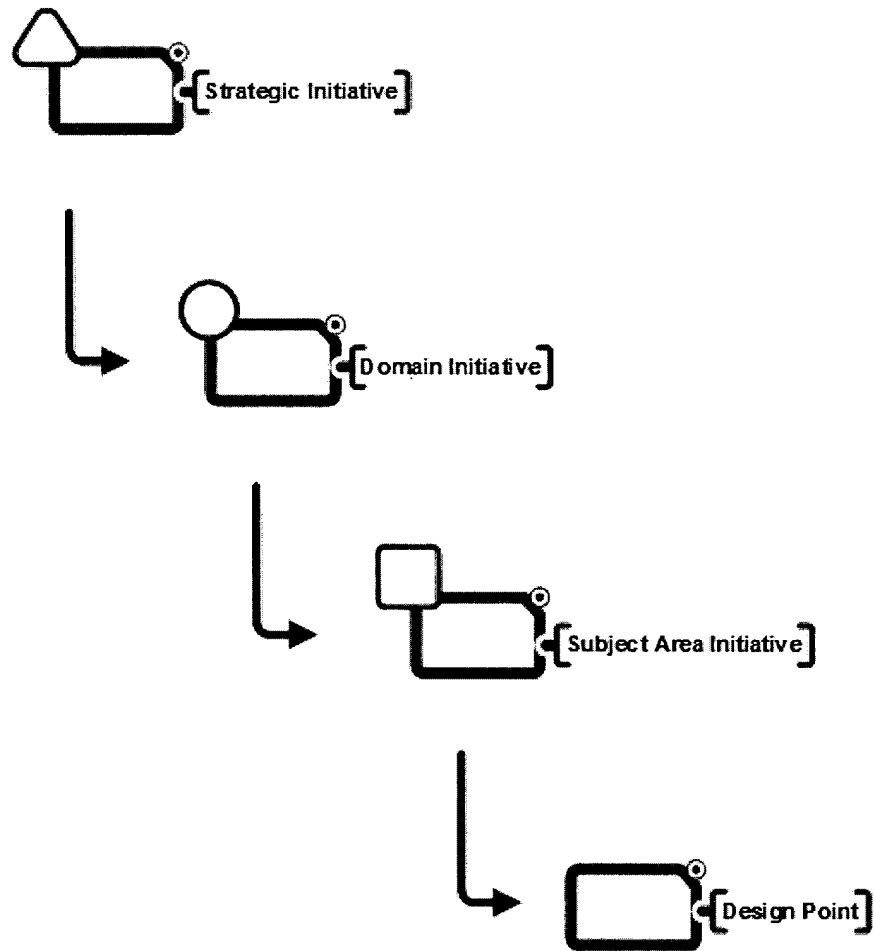 Strategic Initiative
Domain Initiative
Subject Area Initiative
Design Point